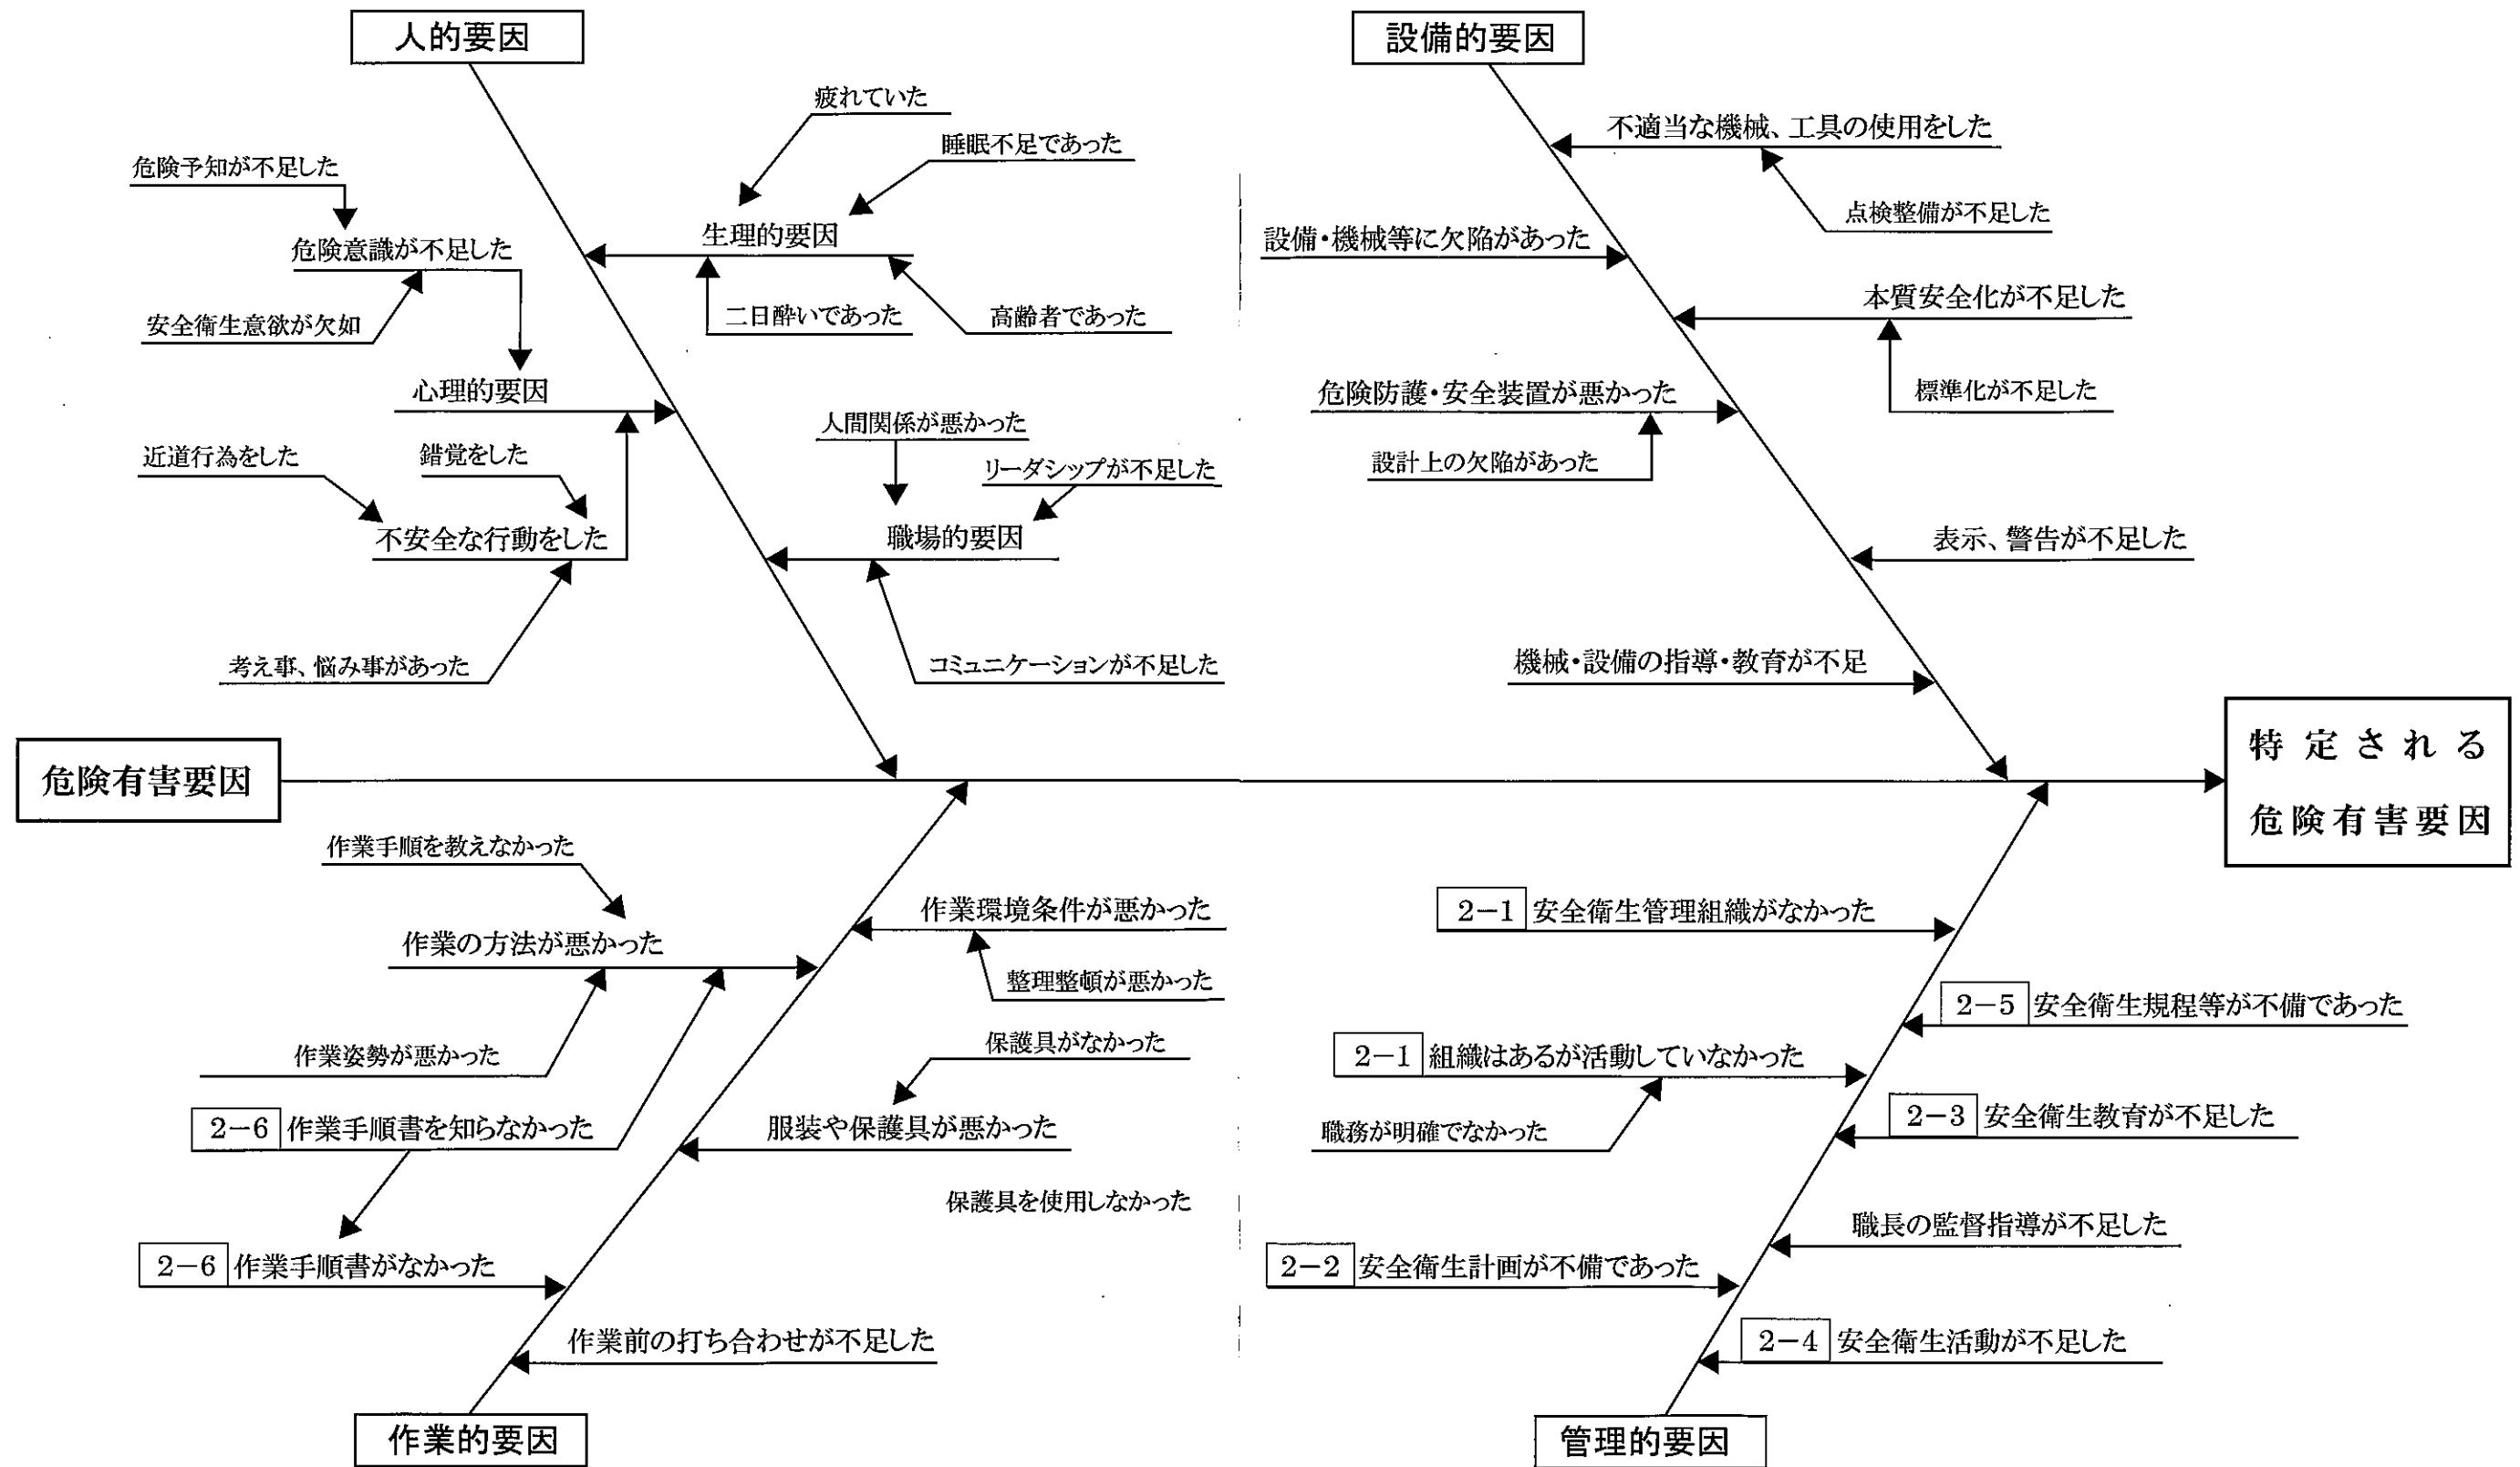 人的要因
疲れていた
睡眠不足であった
危険予知が不足した
生理的要因
危険意識が不足した
安全衛生意欲が欠如
二日酔いであった
高齢者であった
心理的要因
人間関係が悪かった
近道行為をした
錯覚をした
リーダシップが不足した
不安全な行動をした
職場的要因
考え事、悩み事があった
コミュニケーションが不足した
設備的要因
不適当な機械、工具の使用をした
点検整備が不足した
設備・機械等に欠陥があった
本質安全化が不足した
危険防護・安全装置が悪かった
標準化が不足した
設計上の欠陥があった
表示、警告が不足した
機械・設備の指導・教育が不足
危険有害要因
特定される
危険有害要因
作業手順を教えなかった
作業環境条件が悪かった
作業の方法が悪かった
整理整頓が悪かった
作業姿勢が悪かった
保護具がなかった
2-6 作業手順書を知らなかった
服装や保護具が悪かった
保護具を使用しなかった
2-6 作業手順書がなかった
作業前の打ち合わせが不足した
作業的要因
2-1 安全衛生管理組織がなかった
2-5 安全衛生規程等が不備であった
2-1 組織はあるが活動していなかった
2-3 安全衛生教育が不足した
職務が明確でなかった
職長の監督指導が不足した
2-2 安全衛生計画が不備であった
2-4 安全衛生活動が不足した
管理的要因